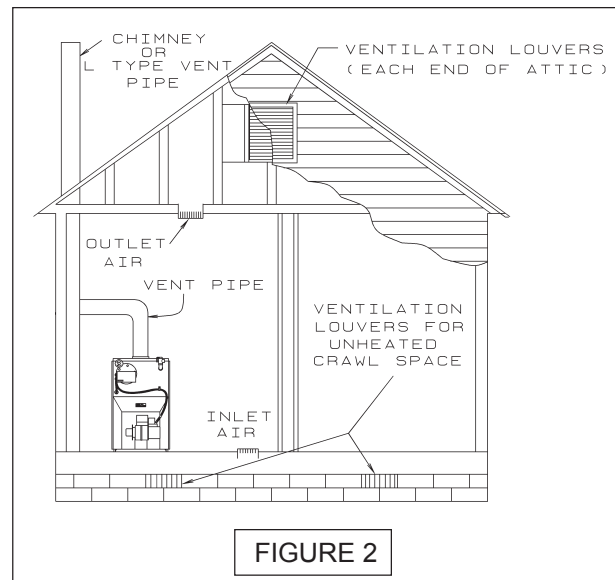 CHIMNEY
OR
L TYPE VENT
PIPE
VENTILATION LOUVERS
(EACH END OF ATTIC)
OUTLET
AIR
VENT PIPE
VENTILATION
LOUVERS FOR
UNHEATED
CRAWL SPACE
INLET
AIR
FIGURE 2